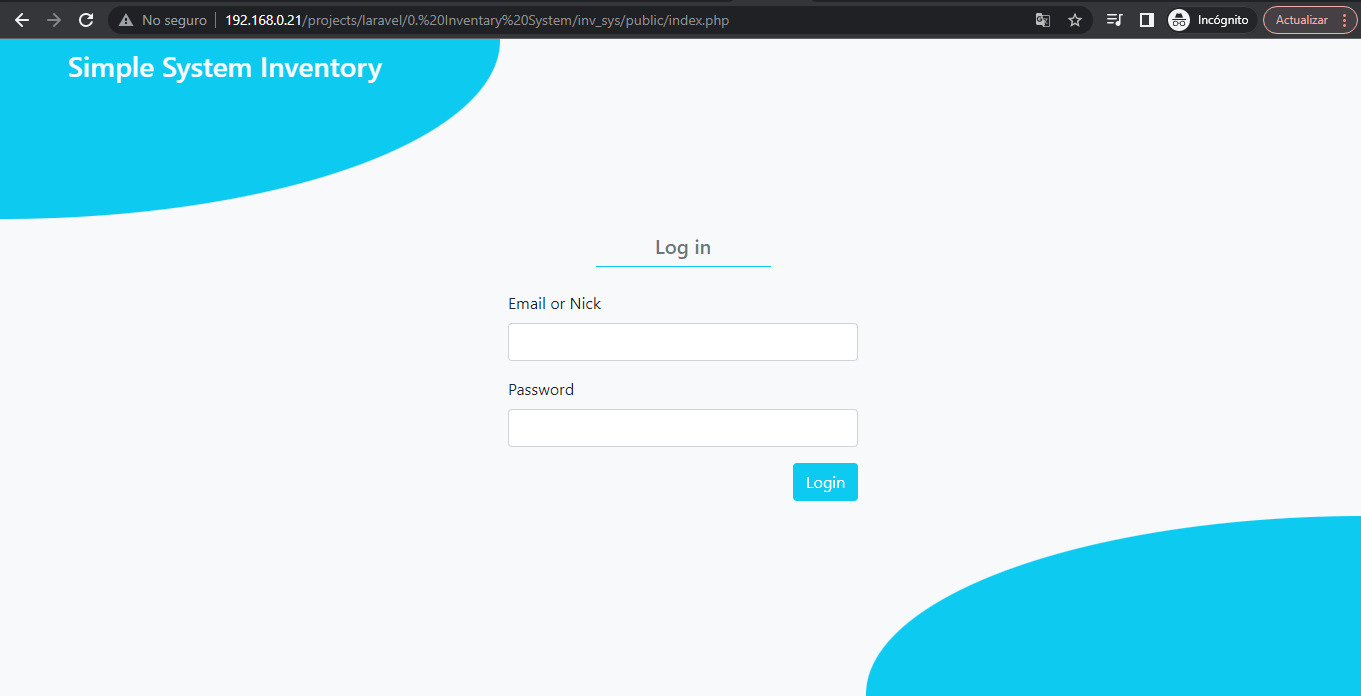 No seguro 192.168.0.21/projects/laravel/0.%20Inventary%20System/inv_sys/public/index.php Incógnito Actualizar
Simple System Inventory
Log in
Email or Nick
Password
Login